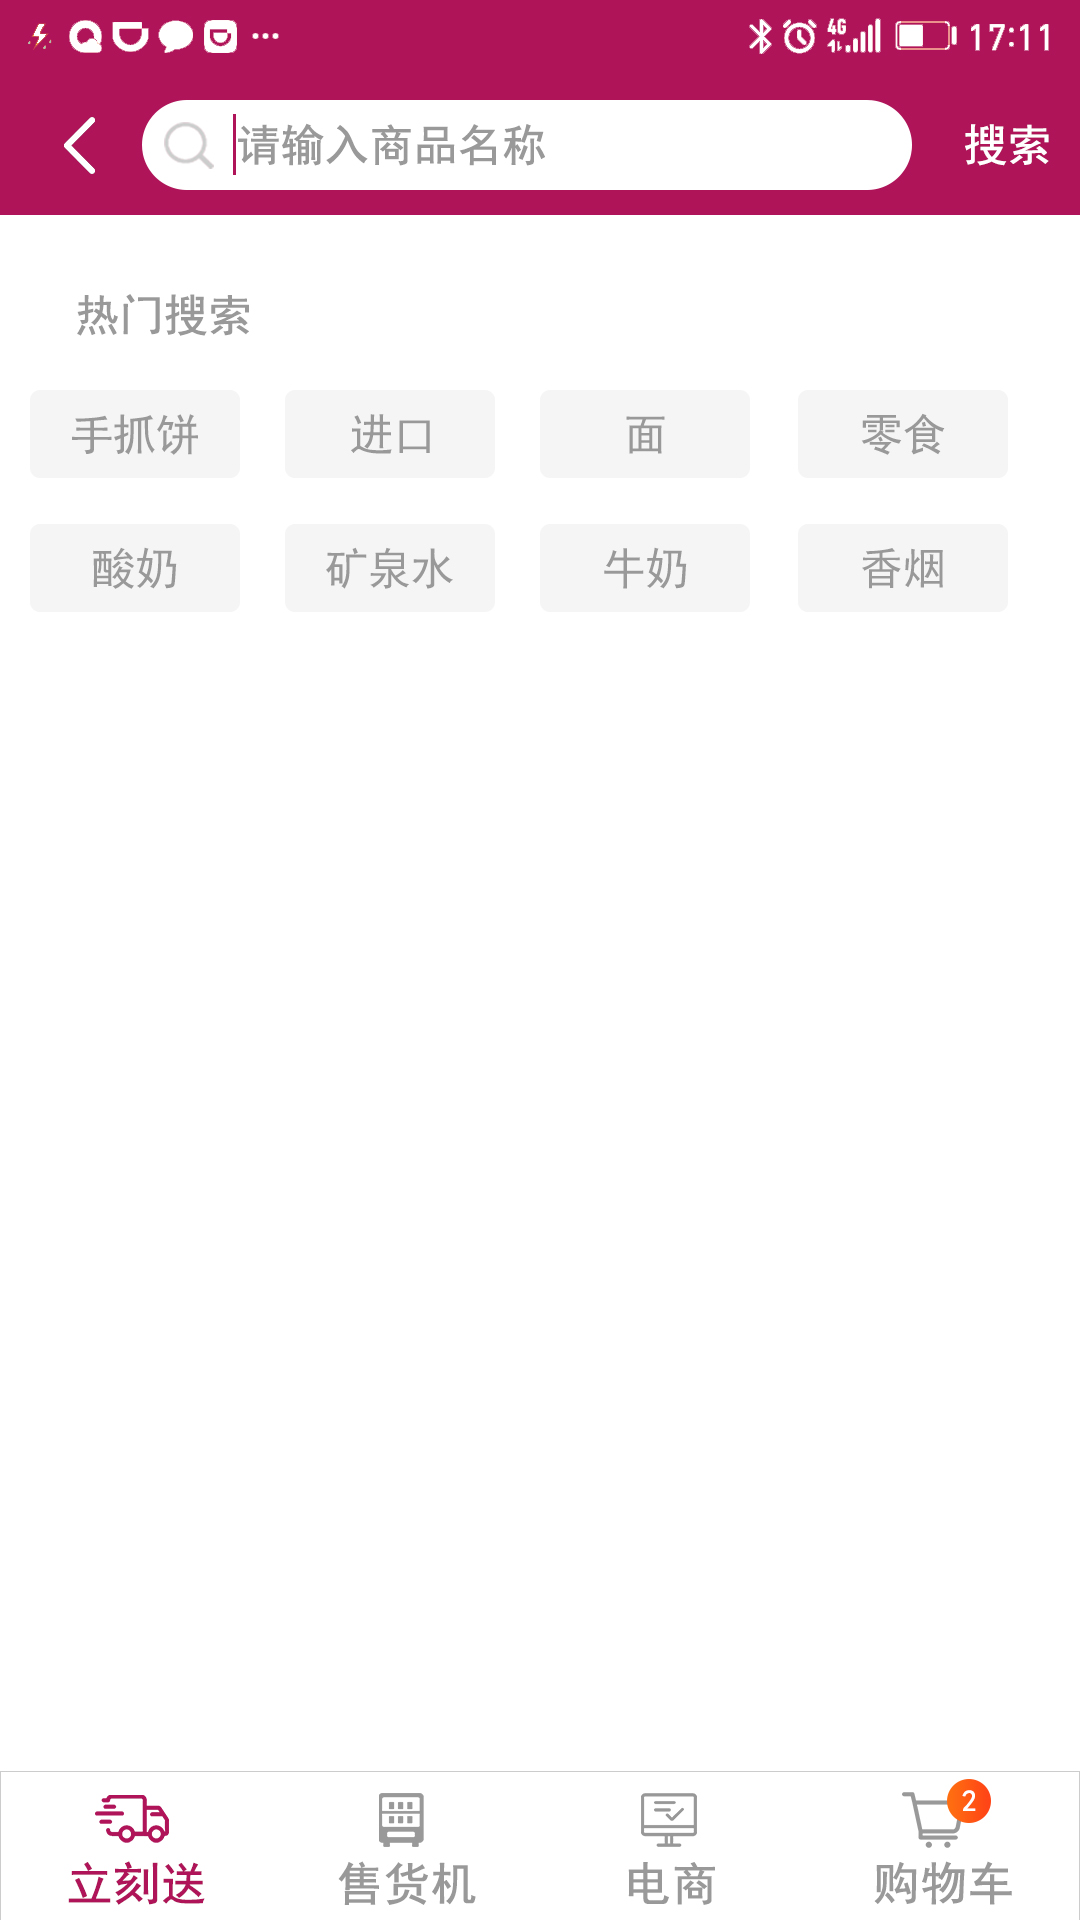 4G 17:11
请输入商品名称 搜索
热门搜索
手抓饼 进口 面 零食
酸奶 矿泉水 牛奶 香烟
2
立刻送 售货机 电商 购物车